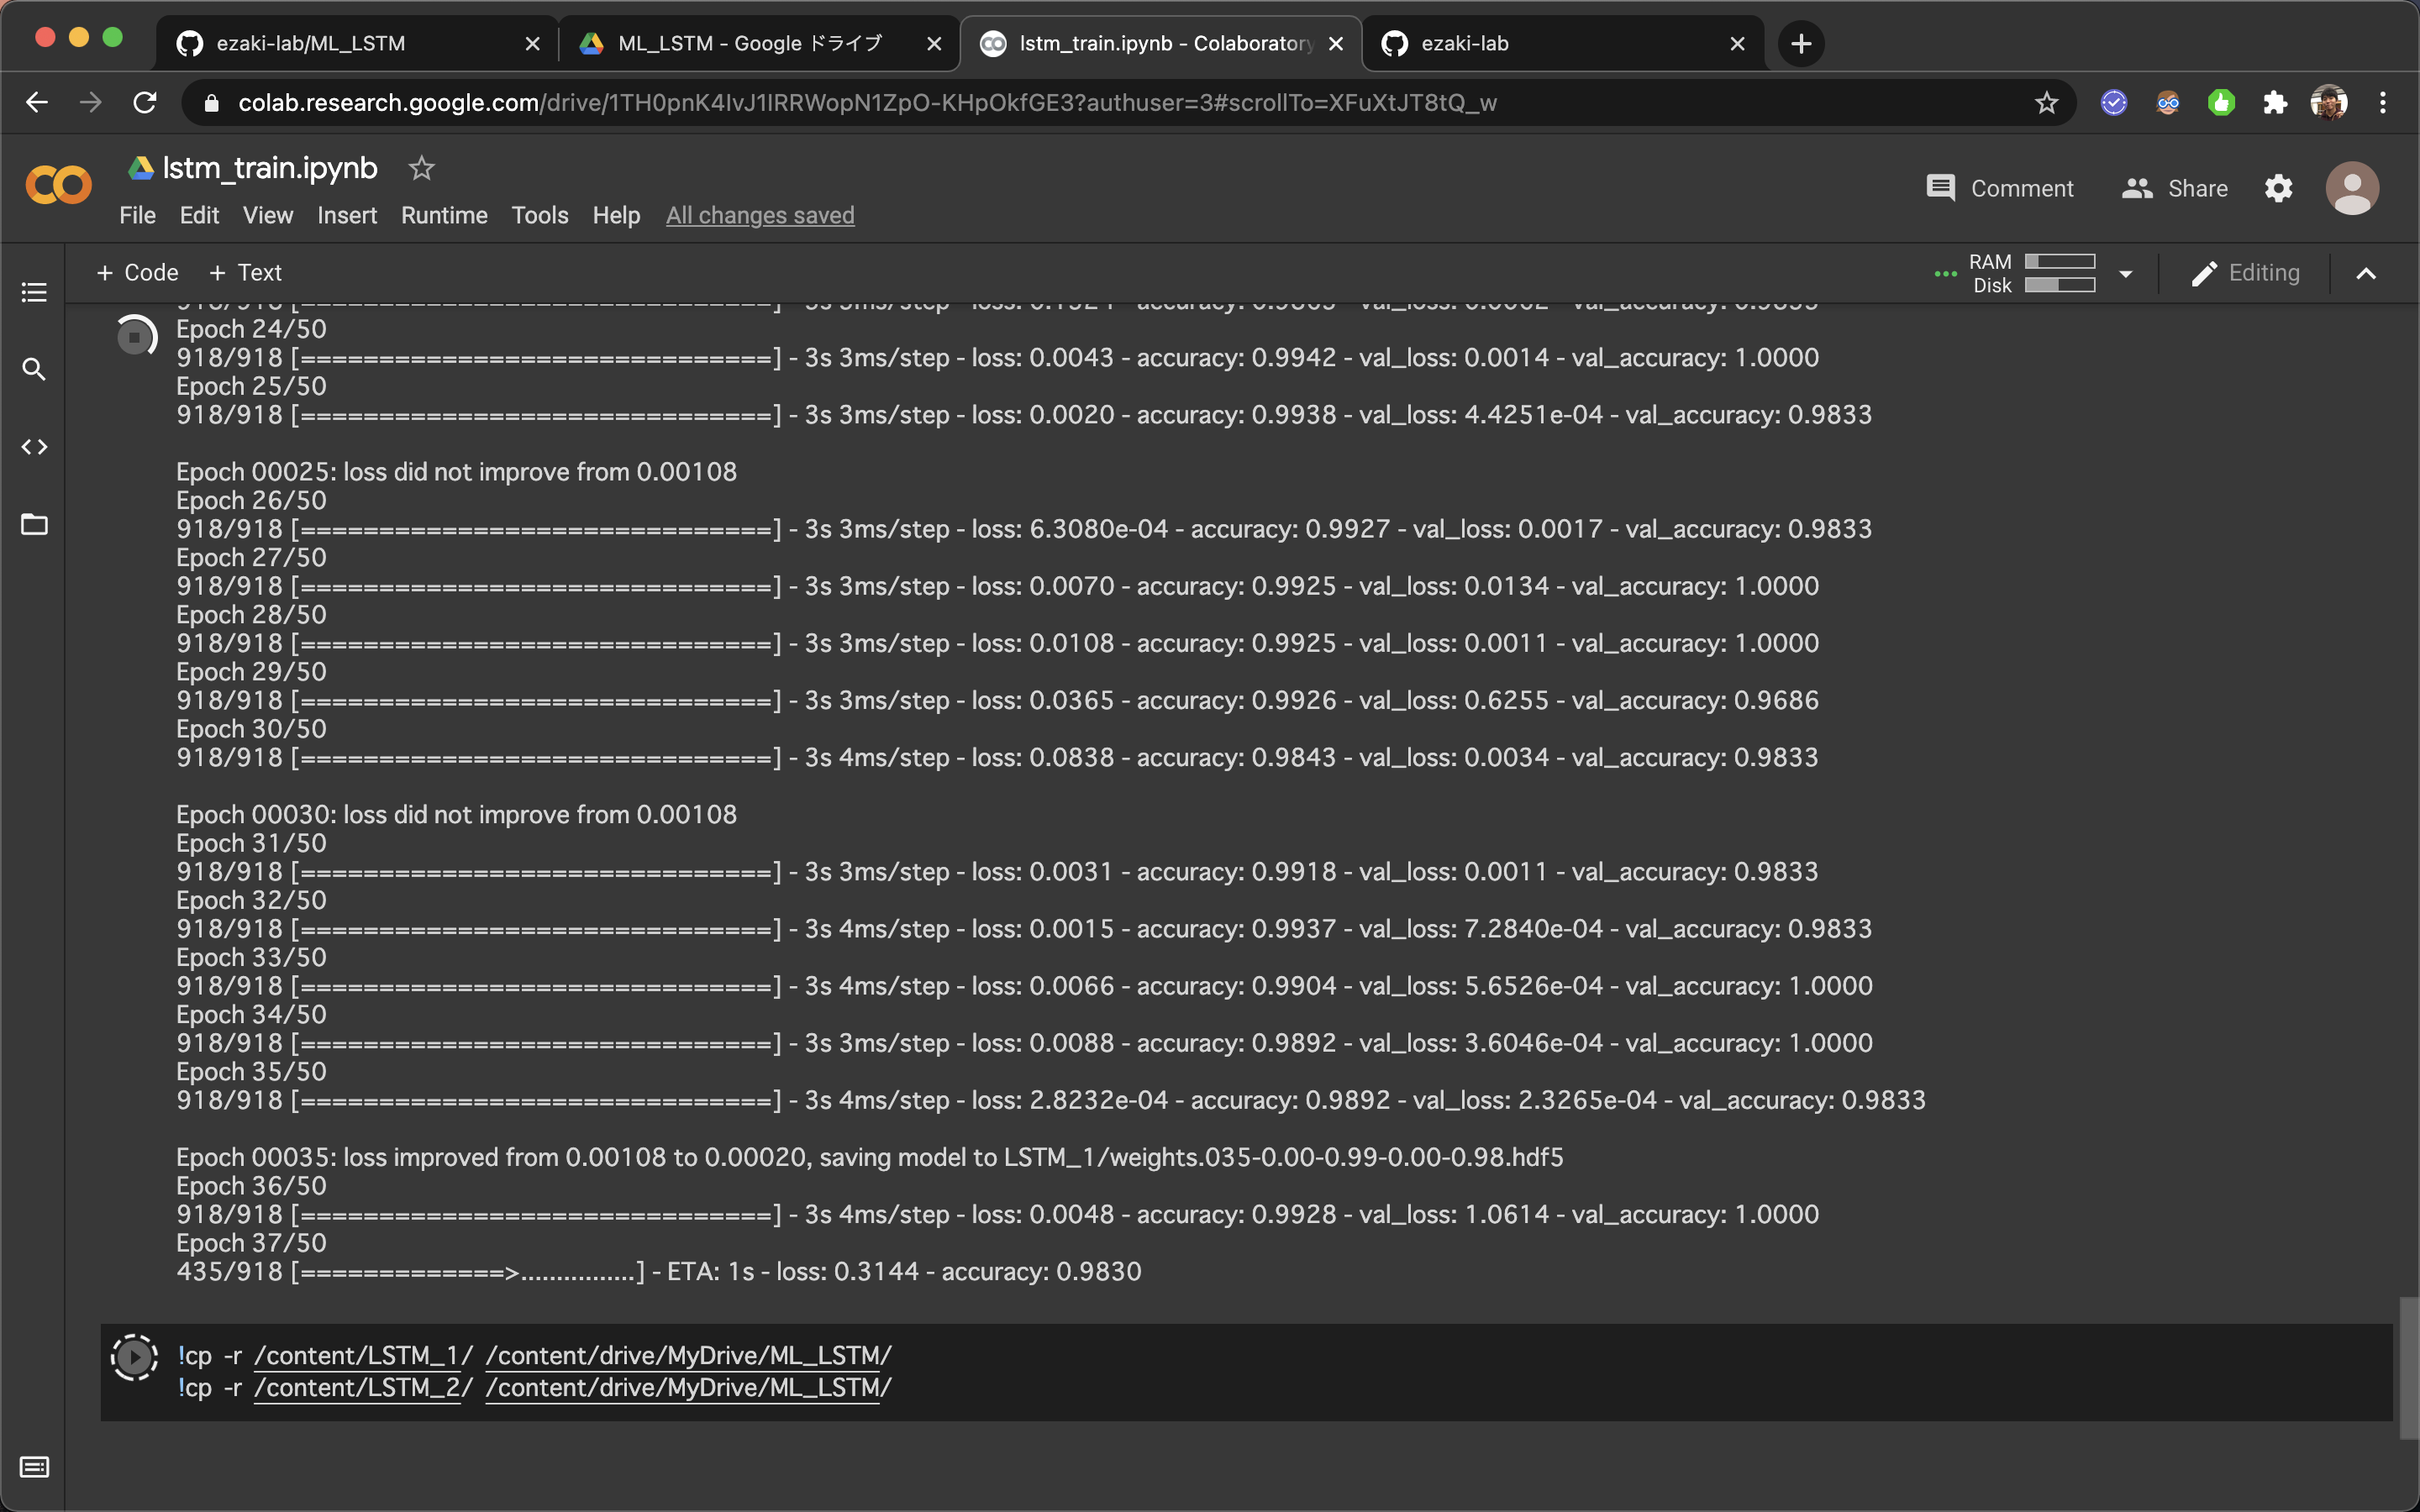 ezaki-lab/ML_LSTM
ML_LSTM - Google ドライブ
lstm_train.ipynb - Colaboratory
ezaki-lab
colab.research.google.com/drive/1TH0pnK4IvJ1IRRWopN1ZpO-KHpOkfGE3?authuser=3#scrollTo=XFuXtJT8tQ_w
lstm_train.ipynb
Comment
Share
File Edit View Insert Runtime Tools Help All changes saved
+ Code + Text
RAM
Disk
Editing
Epoch 24/50
918/918 [==============================] - 3s 3ms/step - loss: 0.0043 - accuracy: 0.9942 - val_loss: 0.0014 - val_accuracy: 1.0000
Epoch 25/50
918/918 [==============================] - 3s 3ms/step - loss: 0.0020 - accuracy: 0.9938 - val_loss: 4.4251e-04 - val_accuracy: 0.9833
Epoch 00025: loss did not improve from 0.00108
Epoch 26/50
918/918 [==============================] - 3s 3ms/step - loss: 6.3080e-04 - accuracy: 0.9927 - val_loss: 0.0017 - val_accuracy: 0.9833
Epoch 27/50
918/918 [==============================] - 3s 3ms/step - loss: 0.0070 - accuracy: 0.9925 - val_loss: 0.0134 - val_accuracy: 1.0000
Epoch 28/50
918/918 [==============================] - 3s 3ms/step - loss: 0.0108 - accuracy: 0.9925 - val_loss: 0.0011 - val_accuracy: 1.0000
Epoch 29/50
918/918 [==============================] - 3s 3ms/step - loss: 0.0365 - accuracy: 0.9926 - val_loss: 0.6255 - val_accuracy: 0.9686
Epoch 30/50
918/918 [==============================] - 3s 4ms/step - loss: 0.0838 - accuracy: 0.9843 - val_loss: 0.0034 - val_accuracy: 0.9833
Epoch 00030: loss did not improve from 0.00108
Epoch 31/50
918/918 [==============================] - 3s 3ms/step - loss: 0.0031 - accuracy: 0.9918 - val_loss: 0.0011 - val_accuracy: 0.9833
Epoch 32/50
918/918 [==============================] - 3s 4ms/step - loss: 0.0015 - accuracy: 0.9937 - val_loss: 7.2840e-04 - val_accuracy: 0.9833
Epoch 33/50
918/918 [==============================] - 3s 4ms/step - loss: 0.0066 - accuracy: 0.9904 - val_loss: 5.6526e-04 - val_accuracy: 1.0000
Epoch 34/50
918/918 [==============================] - 3s 3ms/step - loss: 0.0088 - accuracy: 0.9892 - val_loss: 3.6046e-04 - val_accuracy: 1.0000
Epoch 35/50
918/918 [==============================] - 3s 4ms/step - loss: 2.8232e-04 - accuracy: 0.9892 - val_loss: 2.3265e-04 - val_accuracy: 0.9833
Epoch 00035: loss improved from 0.00108 to 0.00020, saving model to LSTM_1/weights.035-0.00-0.99-0.00-0.98.hdf5
Epoch 36/50
918/918 [==============================] - 3s 4ms/step - loss: 0.0048 - accuracy: 0.9928 - val_loss: 1.0614 - val_accuracy: 1.0000
Epoch 37/50
435/918 [=============>...............] - ETA: 1s - loss: 0.3144 - accuracy: 0.9830
!cp -r /content/LSTM_1/ /content/drive/MyDrive/ML_LSTM/
!cp -r /content/LSTM_2/ /content/drive/MyDrive/ML_LSTM/